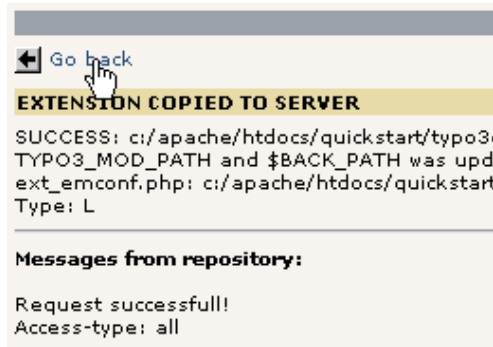 Go back
EXTENSION COPIED TO SERVER
SUCCESS: c:/apache/htdocs/quickstart/typo3
TYPO3_MOD_PATH and $BACK_PATH was upd
ext_emconf.php: c:/apache/htdocs/quickstart
Type: L
Messages from repository:
Request successfull!
Access-type: all